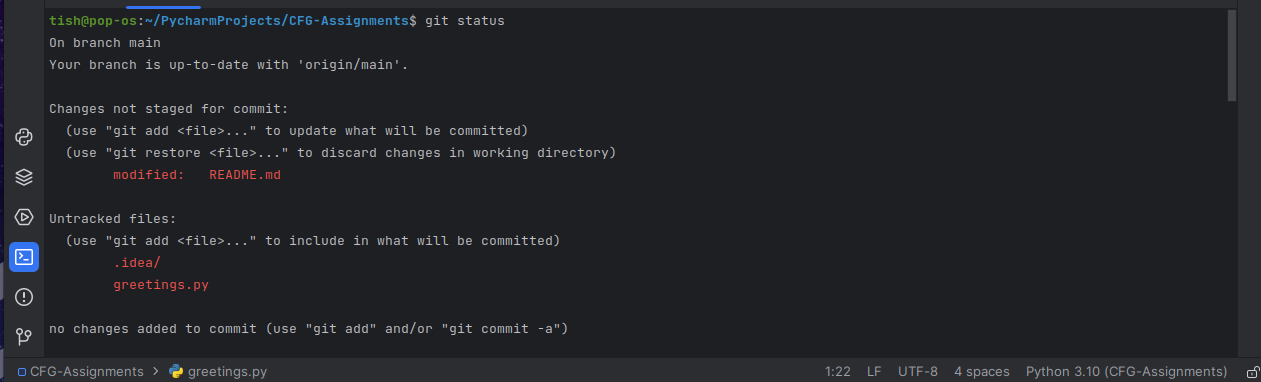 tish@pop-os:~/PycharmProjects/CFG-Assignments$ git status
On branch main
Your branch is up-to-date with 'origin/main'.
Changes not staged for commit:
(use "git add <file>..." to update what will be committed)
(use "git restore <file>..." to discard changes in working directory)
modified:   README.md
Untracked files:
(use "git add <file>..." to include in what will be committed)
.idea/
greetings.py
no changes added to commit (use "git add" and/or "git commit -a")
CFG-Assignments > greetings.py 1:22 LF UTF-8 4 spaces Python 3.10 (CFG-Assignments)